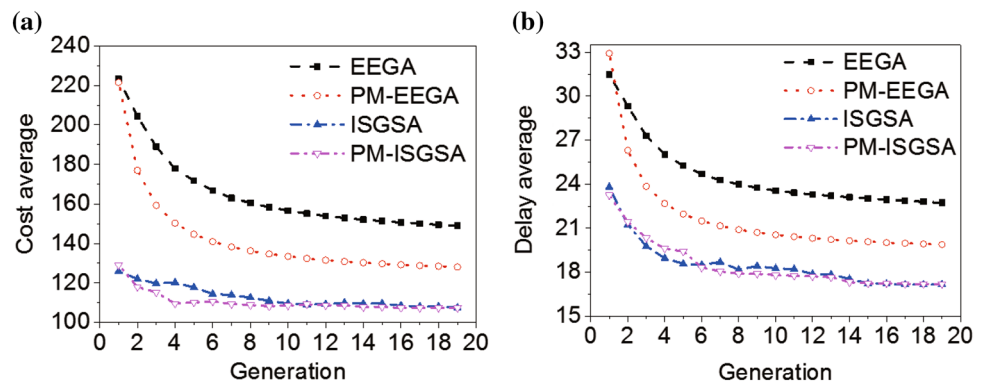 (a)
240
220
200
180
160
140
120
100
Cost average
EEGA
PM-EEGA
ISGSA
PM-ISGSA
0 2 4 6 8 10 12 14 16 18 20
Generation
(b)
33
30
27
24
21
18
15
Delay average
EEGA
PM-EEGA
ISGSA
PM-ISGSA
0 2 4 6 8 10 12 14 16 18 20
Generation